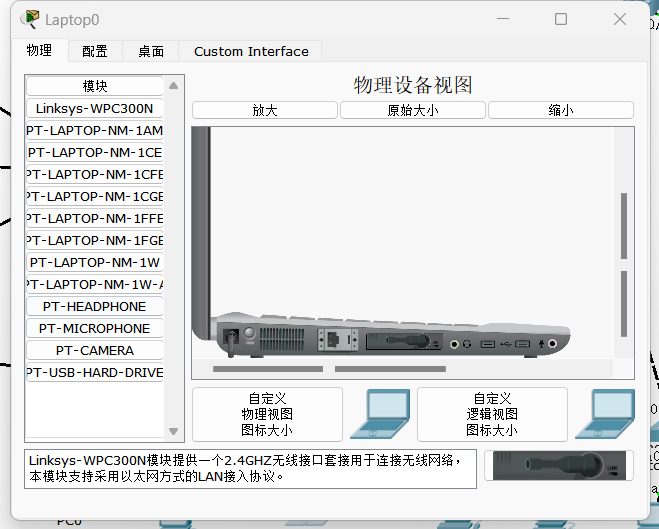 Laptop0
物理
配置
桌面
Custom Interface
模块
Linksys-WPC300N
PT-LAPTOP-NM-1AM
PT-LAPTOP-NM-1CE
PT-LAPTOP-NM-1CFE
PT-LAPTOP-NM-1CGE
PT-LAPTOP-NM-1FFE
PT-LAPTOP-NM-1FGE
PT-LAPTOP-NM-1W
PT-LAPTOP-NM-1W-A
PT-HEADPHONE
PT-MICROPHONE
PT-CAMERA
PT-USB-HARD-DRIVE
物理设备视图
放大
原始大小
缩小
自定义
物理视图
图标大小
自定义
逻辑视图
图标大小
Linksys-WPC300N模块提供一个2.4GHZ无线接口套接用于连接无线网络，
本模块支持采用以太网方式的LAN接入协议。
LINK
PC0